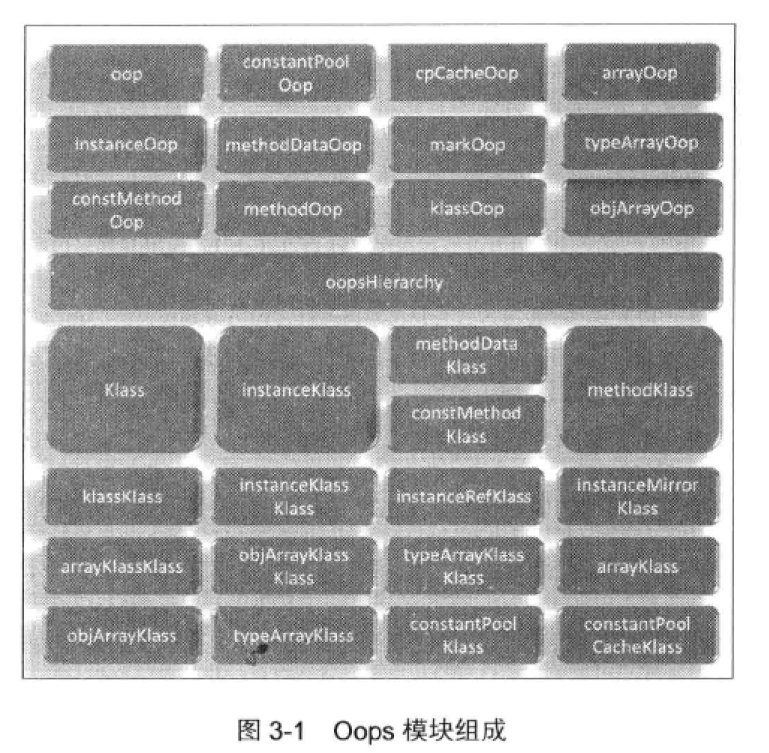 oop
constantPool
Oop
cpCacheOop
arrayOop
instanceOop
methodDataOop
markOop
typeArrayOop
constMethod
Oop
methodOop
klassOop
objArrayOop
oopsHierarchy
Klass
instanceKlass
methodData
Klass
constMethod
Klass
methodKlass
klassKlass
instanceKlass
Klass
instanceRefKlass
instanceMirror
Klass
arrayKlassKlass
objArrayKlass
Klass
typeArrayKlass
Klass
arrayKlass
objArrayKlass
typeArrayKlass
constantPool
Klass
constantPool
CacheKlass
图 3-1 Oops 模块组成